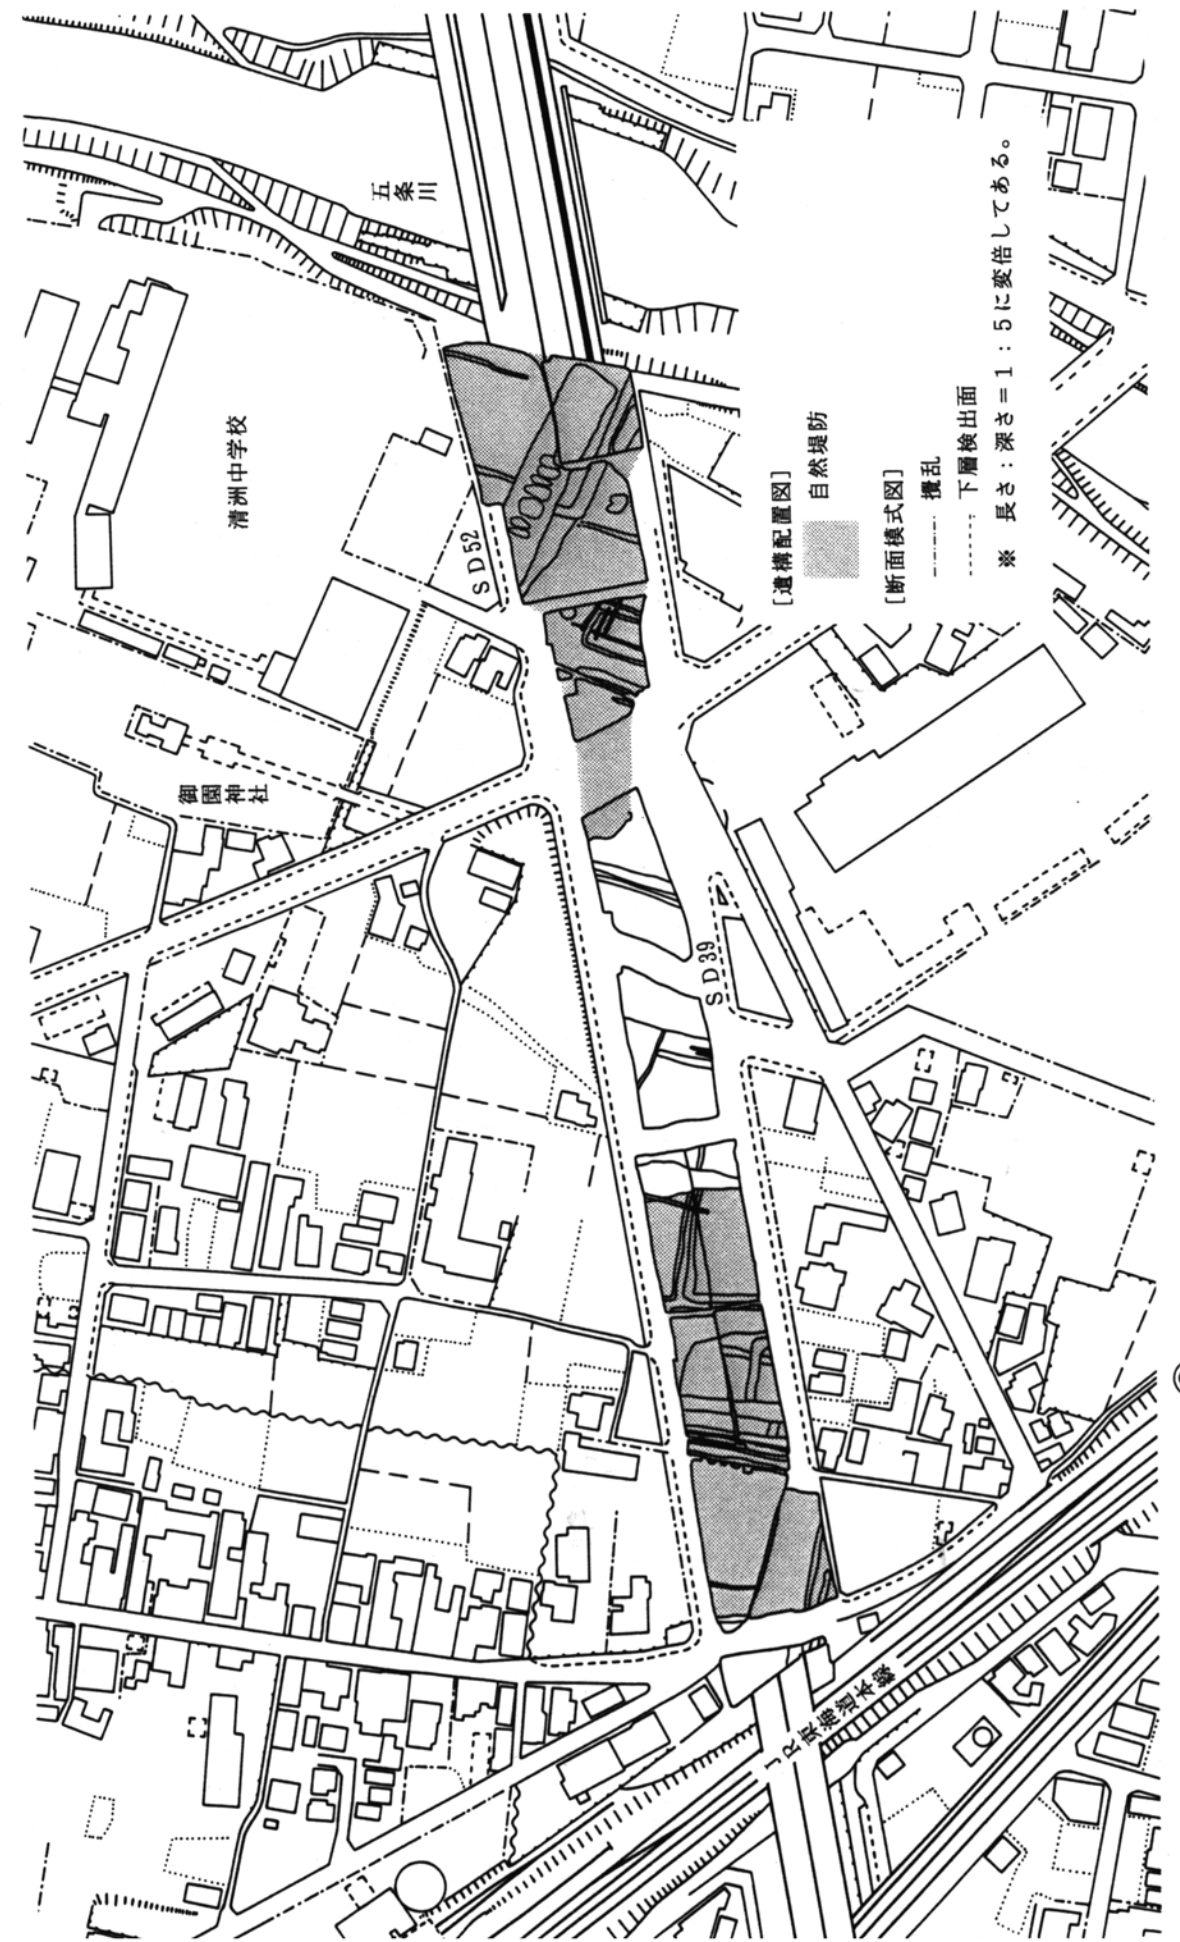 五条川
清洲中学校
SD52
御園神社
SD39
JR東海道本線
[遺構配置図]
自然堤防
[断面模式図]
攪乱
下層検出面
※ 長さ:深さ=1:5に変倍してある。